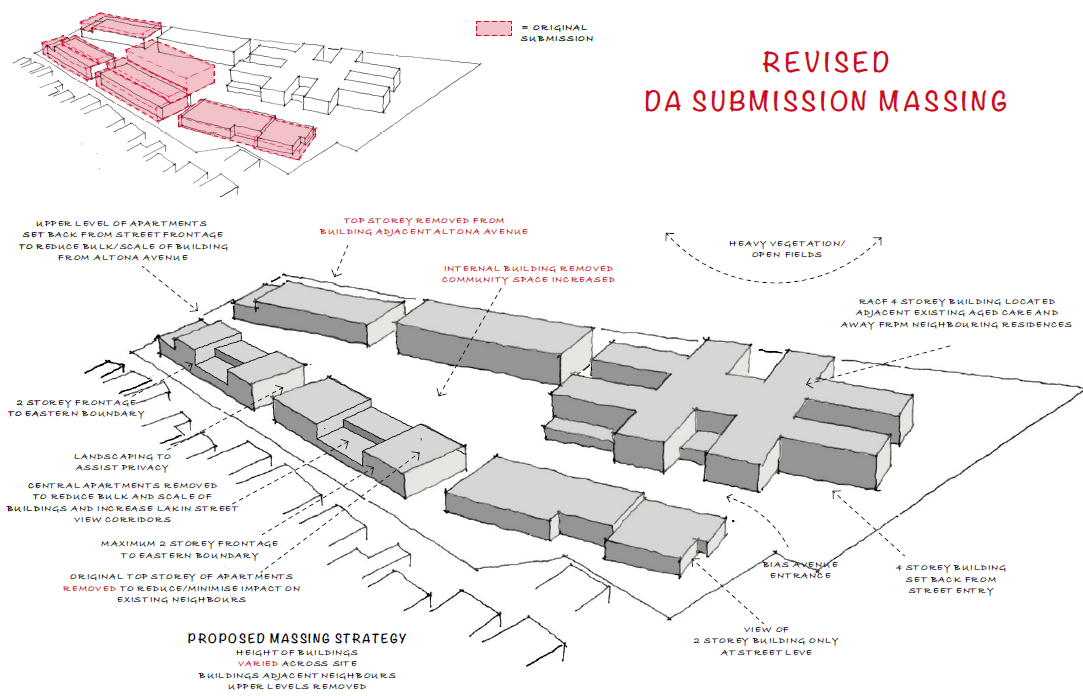 = ORIGINAL
SUBMISSION
REVISED
DA SUBMISSION MASSING
UPPER LEVEL OF APARTMENTS
SET BACK FROM STREET FRONTAGE
TO REDUCE BULK/SCALE OF BUILDING
FROM ALTONA AVENUE
TOP STOREY REMOVED FROM
BUILDING ADJACENT ALTONA AVENUE
INTERNAL BUILDING REMOVED
COMMUNITY SPACE INCREASED
HEAVY VEGETATION/
OPEN FIELDS
RACF 4 STOREY BUILDING LOCATED
ADJACENT EXISTING AGED CARE AND
AWAY FRPM NEIGHBOURING RESIDENCES
2 STOREY FRONTAGE
TO EASTERN BOUNDARY
LANDSCAPING TO
ASSIST PRIVACY
CENTRAL APARTMENTS REMOVED
TO REDUCE BULK AND SCALE OF
BUILDINGS AND INCREASE LAKIN STREET
VIEW CORRIDORS
MAXIMUM 2 STOREY FRONTAGE
TO EASTERN BOUNDARY
ORIGINAL TOP STOREY OF APARTMENTS
REMOVED TO REDUCE/MINIMISE IMPACT ON
EXISTING NEIGHBOURS
BIAS AVENUE
ENTRANCE
4 STOREY BUILDING
SET BACK FROM
STREET ENTRY
VIEW OF
2 STOREY BUILDING ONLY
AT STREET LEVE
PROPOSED MASSING STRATEGY
HEIGHT OF BUILDINGS
VARIED ACROSS SITE
BUILDINGS ADJACENT NEIGHBOURS
UPPER LEVELS REMOVED